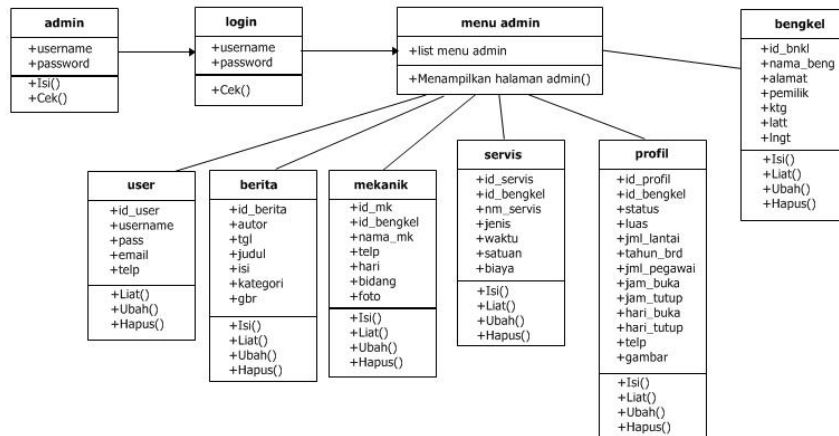 admin
+username
+password
+Isi()
+Cek()
login
+username
+password
+Cek()
menu admin
+list menu admin
+Menampilkan halaman admin()
bengkel
+id_bnkl
+nama_beng
+alamat
+pemilik
+ktg
+latt
+lngt
+Isi()
+Liat()
+Ubah()
+Hapus()
user
+id_user
+username
+pass
+email
+telp
+Liat()
+Ubah()
+Hapus()
berita
+id_berita
+autor
+tgl
+judul
+isi
+kategori
+gbr
+Isi()
+Liat()
+Ubah()
+Hapus()
mekanik
+id_mk
+id_bengkel
+nama_mk
+telp
+hari
+bidang
+foto
+Isi()
+Liat()
+Ubah()
+Hapus()
servis
+id_servis
+id_bengkel
+nm_servis
+jenis
+waktu
+satuan
+biaya
+Isi()
+Liat()
+Ubah()
+Hapus()
profil
+id_profil
+id_bengkel
+status
+luas
+jml_lantai
+tahun_brd
+jml_pegawai
+jam_buka
+jam_tutup
+hari_buka
+hari_tutup
+telp
+gambar
+Isi()
+Liat()
+Ubah()
+Hapus()